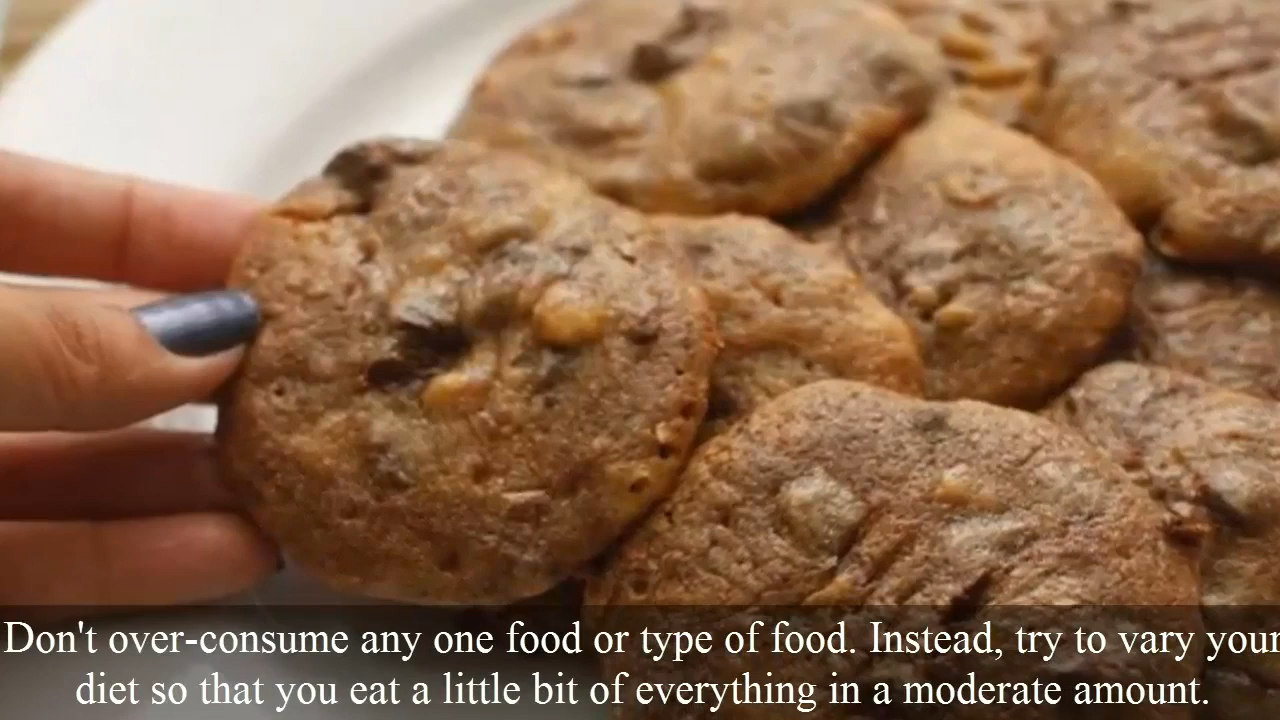 Don't over-consume any one food or type of food. Instead, try to vary your
diet so that you eat a little bit of everything in a moderate amount.